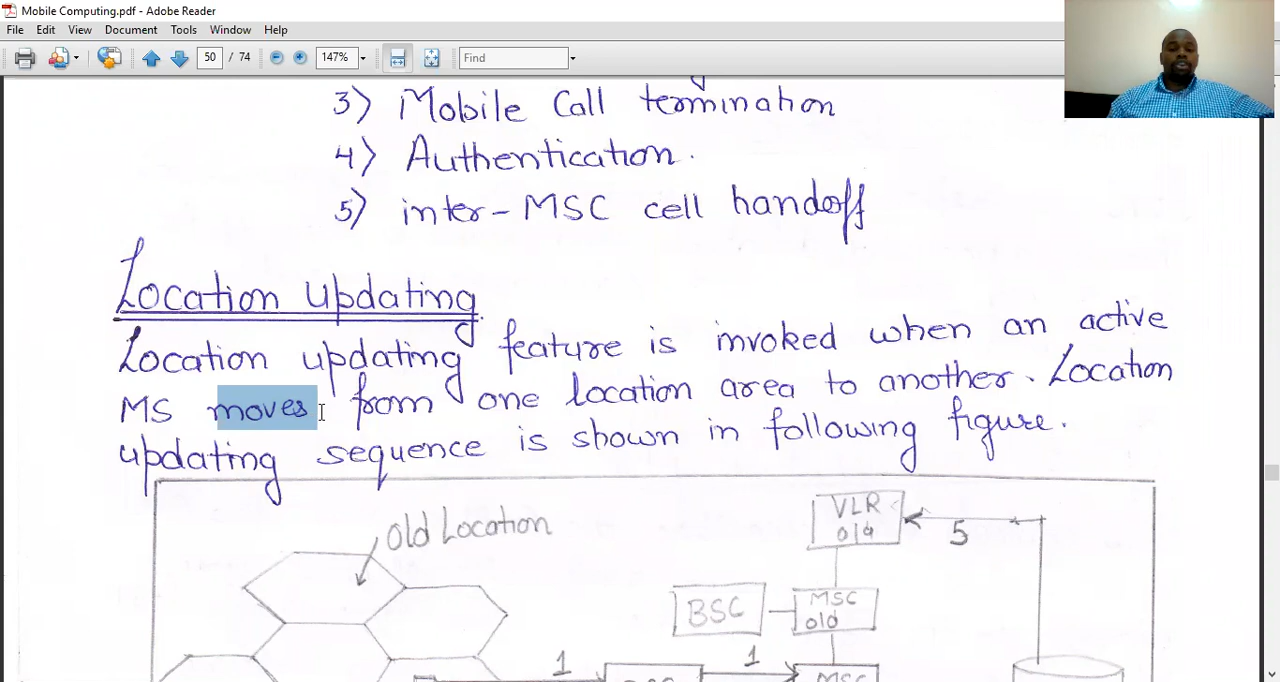 Mobile Computing.pdf - Adobe Reader
File Edit View Document Tools Window Help
50 / 74 147% Find
3) Mobile Call termination
4) Authentication.
5) inter-MSC cell handoff
Location updating
Location updating feature is invoked when an active
MS moves from one location area to another. Location
updating sequence is shown in following figure.
old Location
VLR
old
5
BSC
MSC
old
1
1
MSC